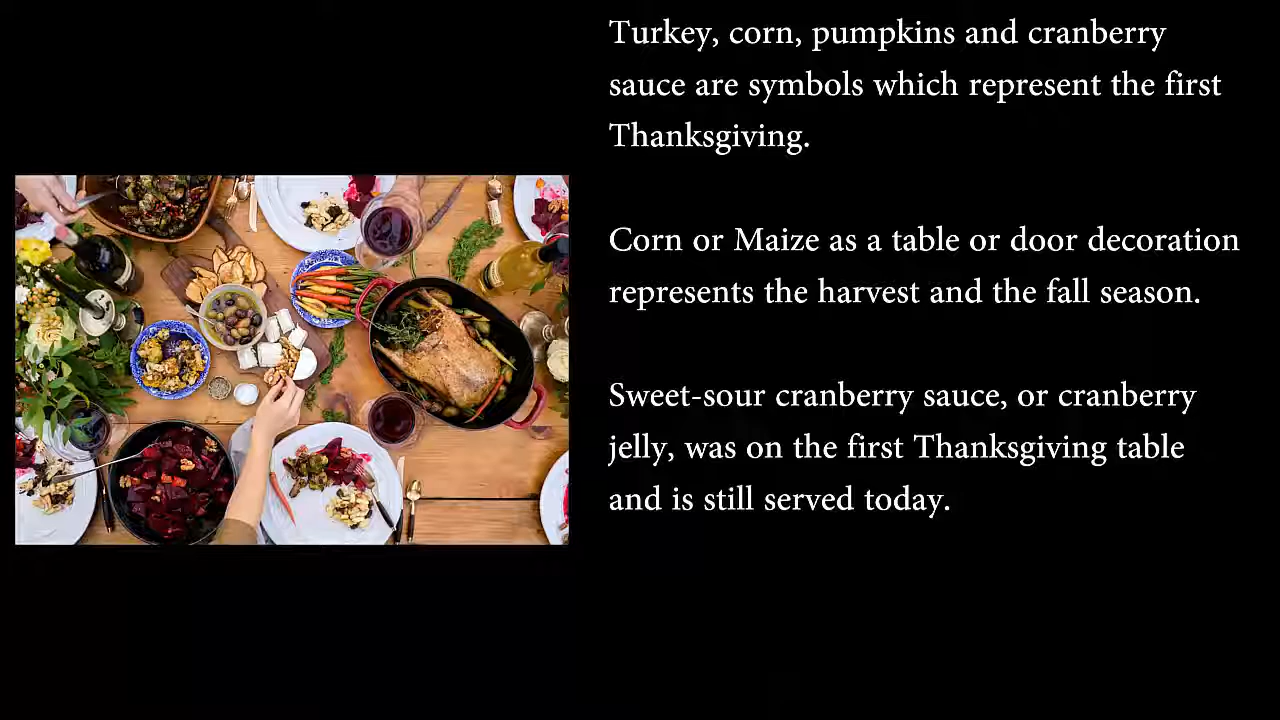 Turkey, corn, pumpkins and cranberry
sauce are symbols which represent the first
Thanksgiving.
Corn or Maize as a table or door decoration
represents the harvest and the fall season.
Sweet-sour cranberry sauce, or cranberry
jelly, was on the first Thanksgiving table
and is still served today.